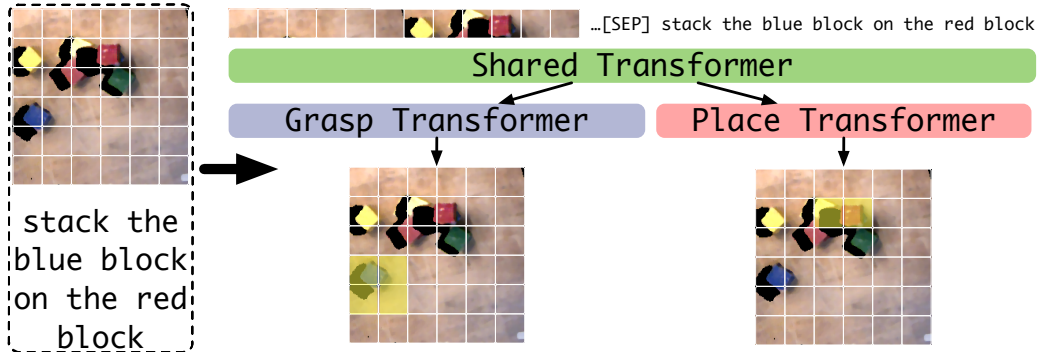 ...[SEP] stack the blue block on the red block
Shared Transformer
Grasp Transformer
Place Transformer
stack the
blue block
on the red
block